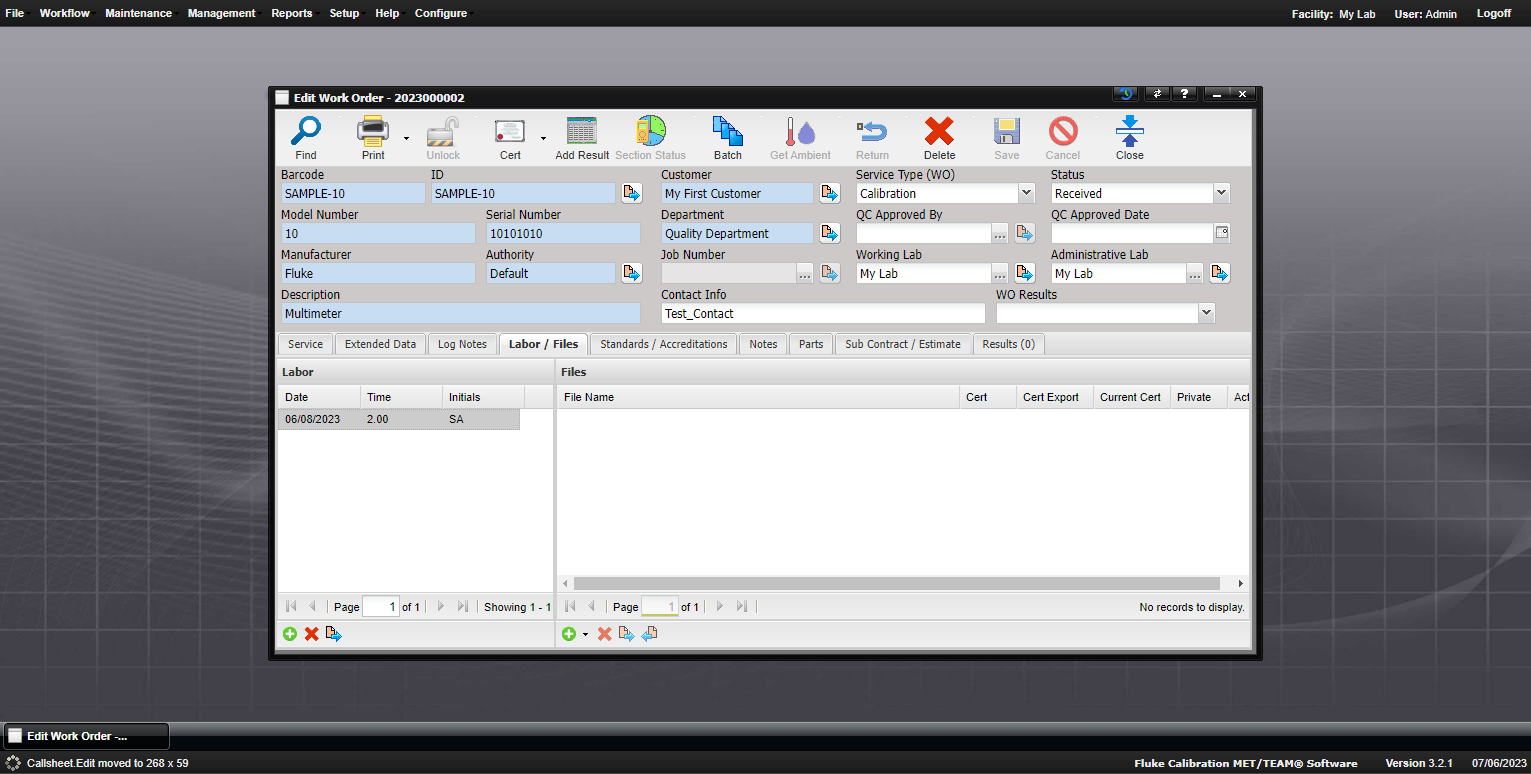 File Workflow Maintenance Management Reports Setup Help Configure Facility: My Lab User: Admin Logoff
Edit Work Order - 2023000002
Find Print Unlock Cert Add Result Section Status Batch Get Ambient Return Delete Save Cancel Close
Barcode ID Customer Service Type (WO) Status
SAMPLE-10 SAMPLE-10 My First Customer Calibration Received
Model Number Serial Number Department QC Approved By QC Approved Date
10 10101010 Quality Department
Manufacturer Authority Job Number Working Lab Administrative Lab
Fluke Default My Lab My Lab
Description Contact Info WO Results
Multimeter Test_Contact
Service Extended Data Log Notes Labor / Files Standards / Accreditations Notes Parts Sub Contract / Estimate Results (0)
Labor Files
Date Time Initials File Name Cert Cert Export Current Cert Private Act
06/08/2023 2.00 SA
Page 1 of 1 Showing 1 - 1 Page 1 of 1 No records to display.
Edit Work Order -...
Callsheet.Edit moved to 268 x 59 Fluke Calibration MET/TEAM® Software Version 3.2.1 07/06/2023